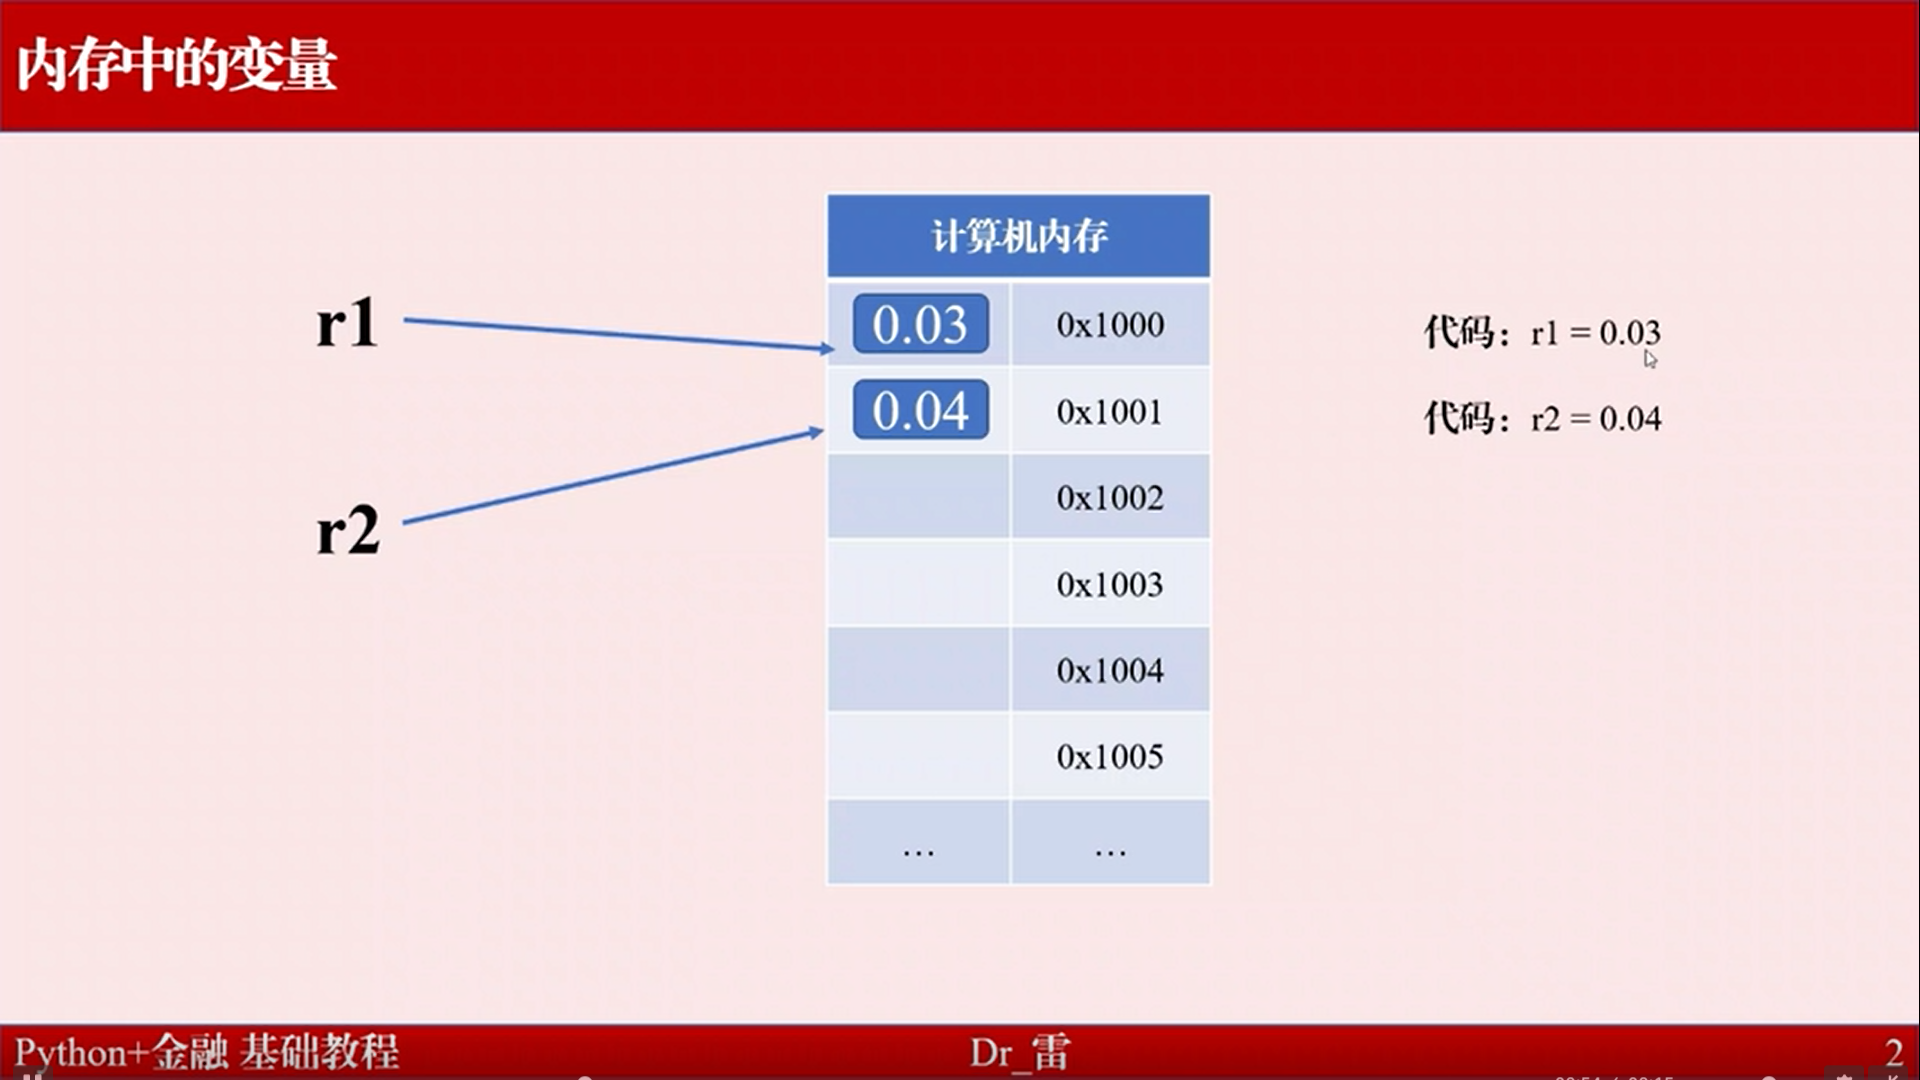 内存中的变量
计算机内存
r1
0.03 0x1000
代码：r1 = 0.03
0.04 0x1001
代码：r2 = 0.04
r2
0x1002
0x1003
0x1004
0x1005
… …
Python+金融 基础教程
Dr_雷
2